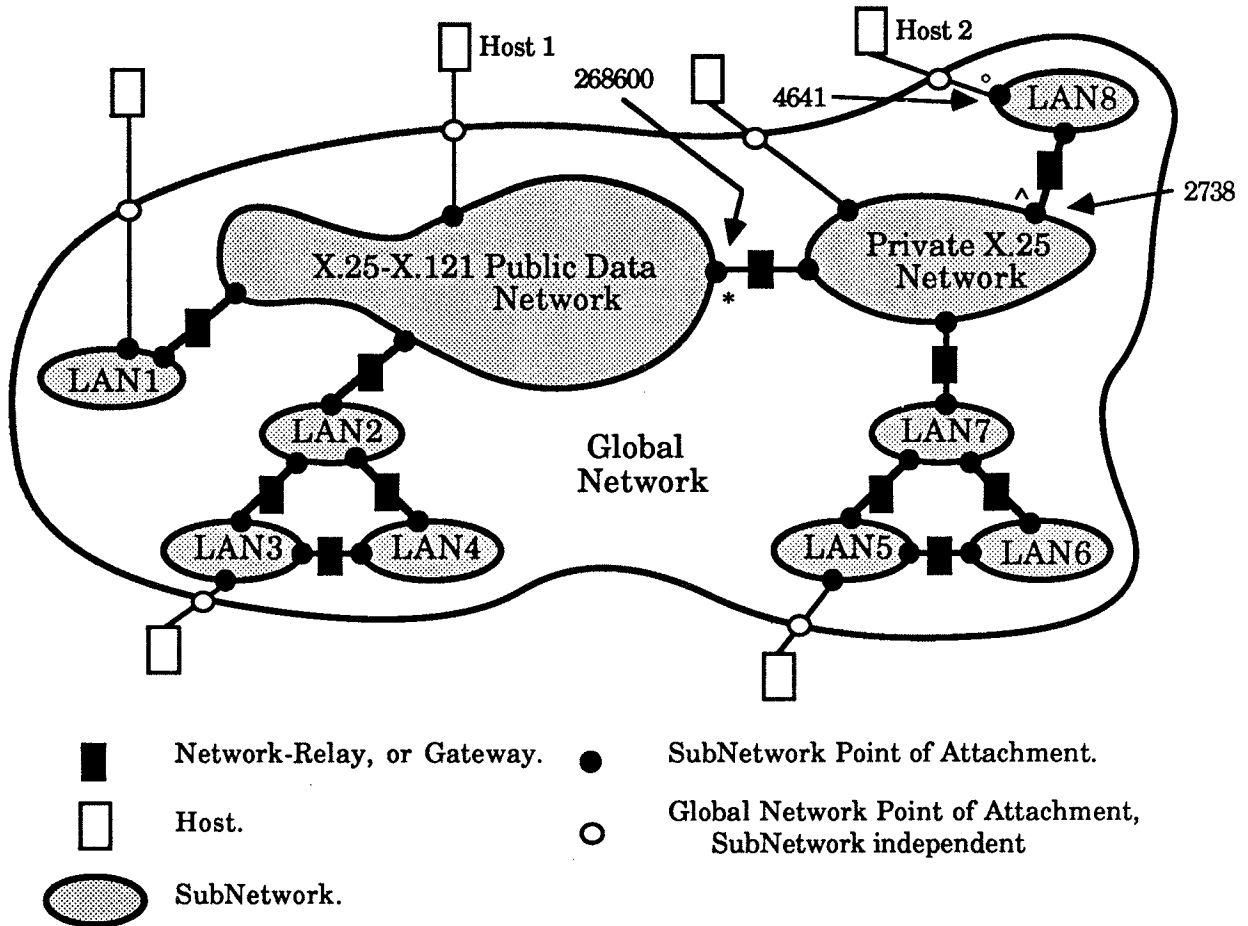 Host 1
Host 2
268600
4641
LAN8
2738
X.25-X.121 Public Data
Network
Private X.25
Network
*
^
°
LAN1
LAN2
Global
Network
LAN7
LAN3
LAN4
LAN5
LAN6
Network-Relay, or Gateway.
SubNetwork Point of Attachment.
Host.
Global Network Point of Attachment,
SubNetwork independent
SubNetwork.